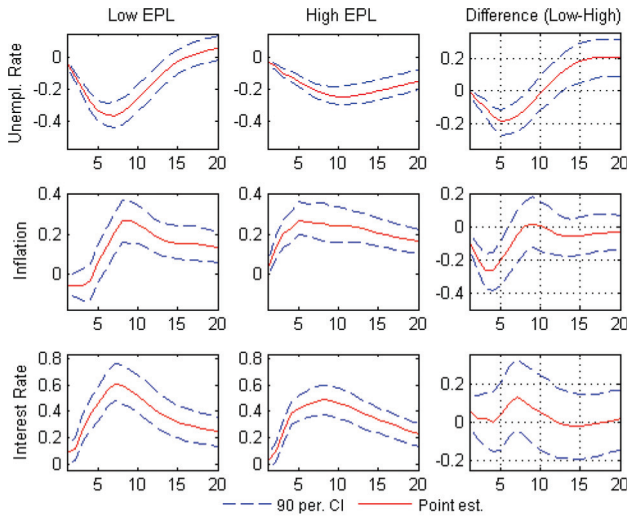 Low EPL
High EPL
Difference (Low-High)
Unempl. Rate
0
-0.2
-0.4
5 10 15 20
0
-0.2
-0.4
5 10 15 20
0.2
0
-0.2
5 10 15 20
Inflation
0.4
0.2
0
5 10 15 20
0.4
0.2
0
5 10 15 20
0.2
0
-0.2
-0.4
5 10 15 20
Interest Rate
0.8
0.6
0.4
0.2
0
5 10 15 20
0.8
0.6
0.4
0.2
0
5 10 15 20
0.2
0
-0.2
5 10 15 20
90 per. CI
Point est.